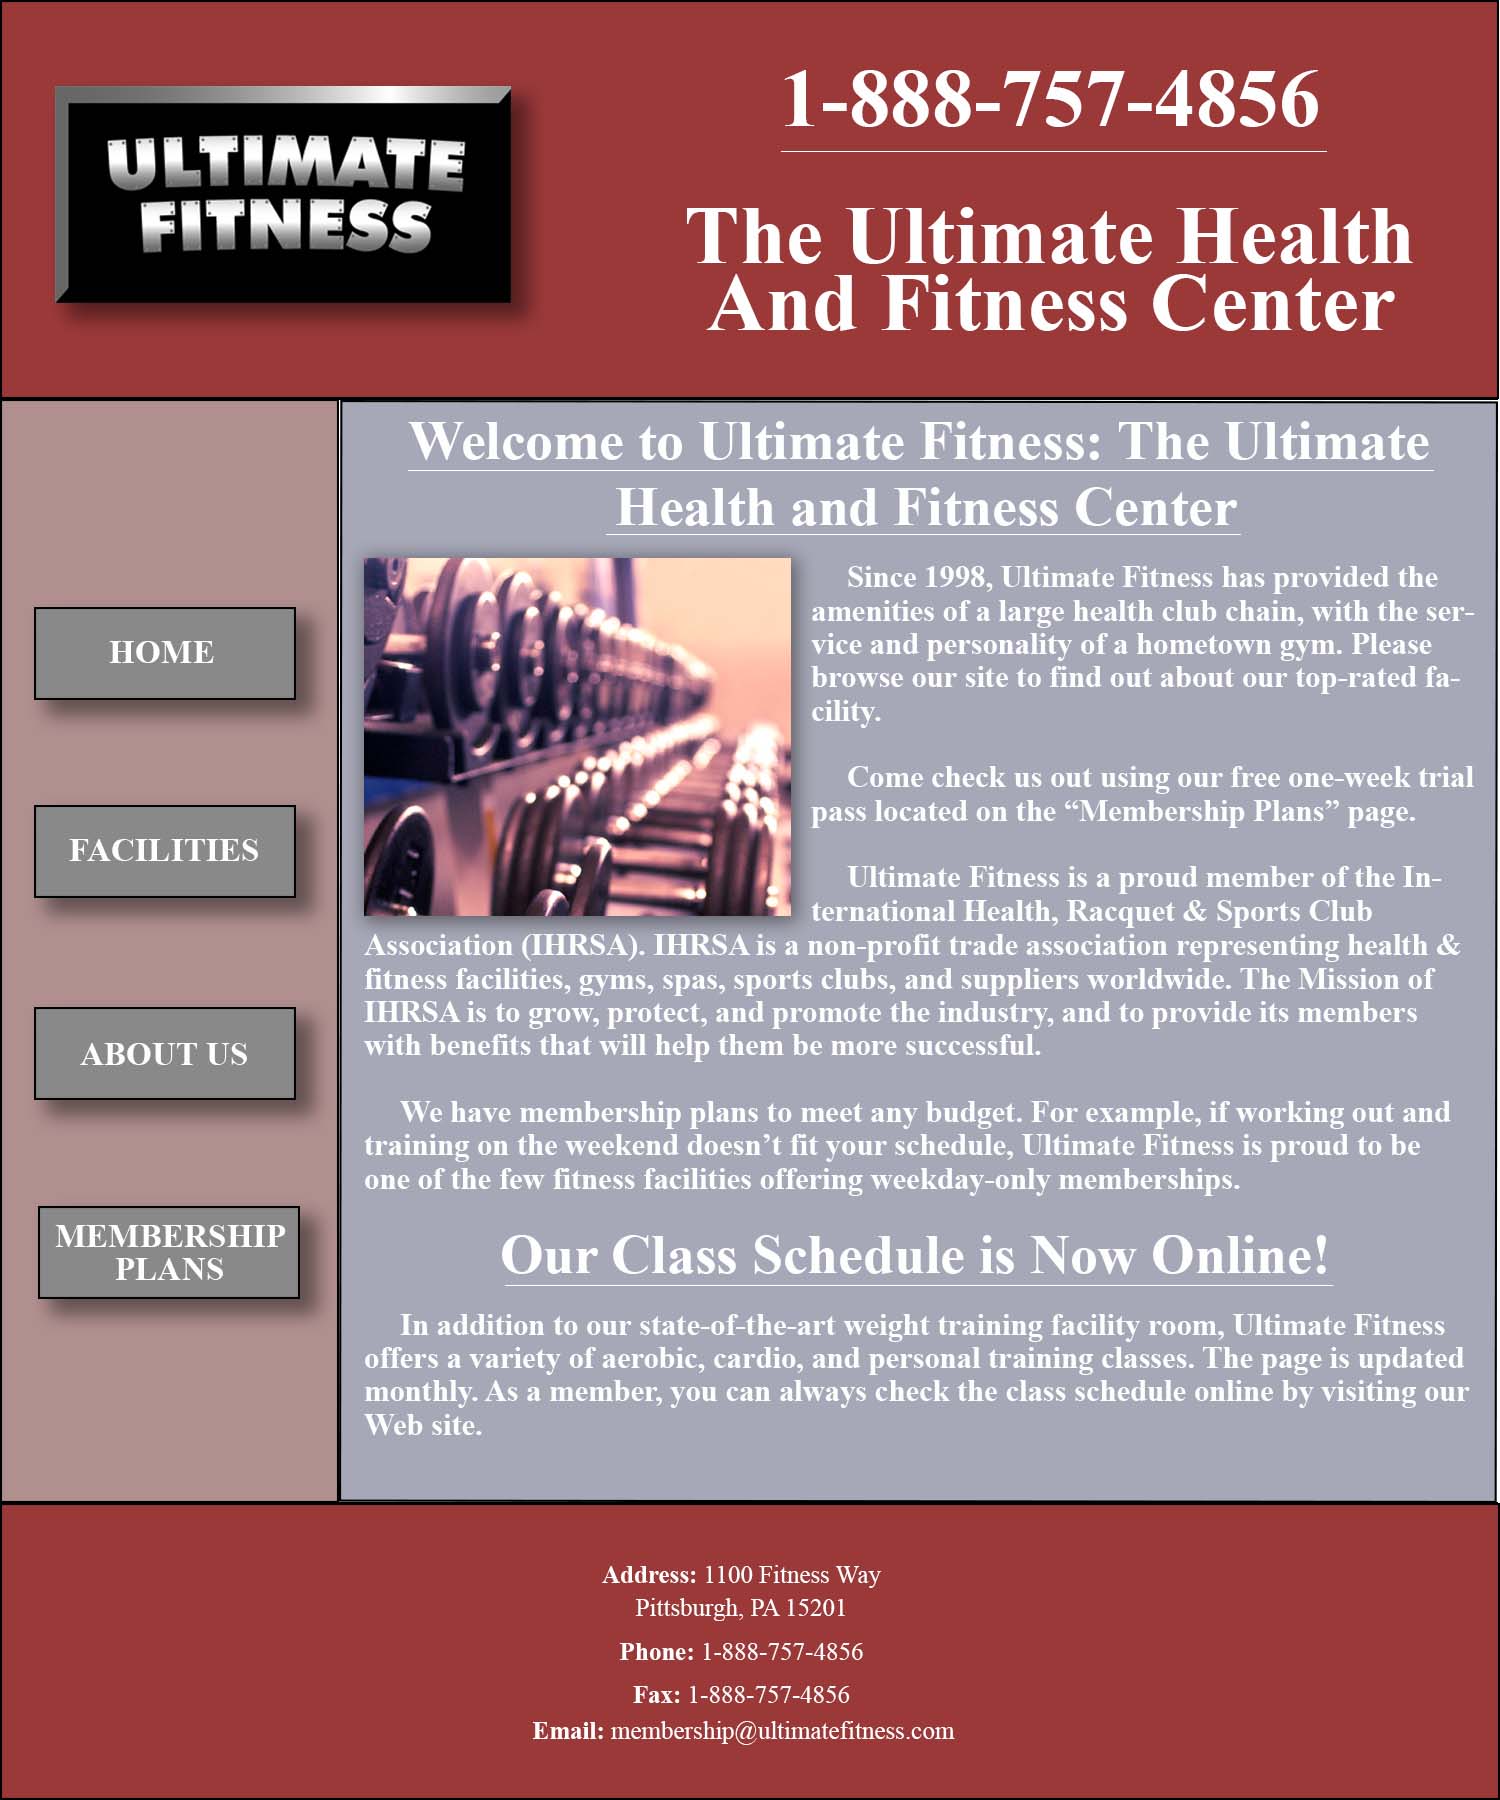 ULTIMATE
FITNESS
1-888-757-4856
The Ultimate Health
And Fitness Center
HOME
FACILITIES
ABOUT US
MEMBERSHIP
PLANS
Welcome to Ultimate Fitness: The Ultimate
Health and Fitness Center
Since 1998, Ultimate Fitness has provided the
amenities of a large health club chain, with the ser-
vice and personality of a hometown gym. Please
browse our site to find out about our top-rated fa-
cility.
Come check us out using our free one-week trial
pass located on the “Membership Plans” page.
Ultimate Fitness is a proud member of the In-
ternational Health, Racquet & Sports Club
Association (IHRSA). IHRSA is a non-profit trade association representing health &
fitness facilities, gyms, spas, sports clubs, and suppliers worldwide. The Mission of
IHRSA is to grow, protect, and promote the industry, and to provide its members
with benefits that will help them be more successful.
We have membership plans to meet any budget. For example, if working out and
training on the weekend doesn’t fit your schedule, Ultimate Fitness is proud to be
one of the few fitness facilities offering weekday-only memberships.
Our Class Schedule is Now Online!
In addition to our state-of-the-art weight training facility room, Ultimate Fitness
offers a variety of aerobic, cardio, and personal training classes. The page is updated
monthly. As a member, you can always check the class schedule online by visiting our
Web site.
Address: 1100 Fitness Way
Pittsburgh, PA 15201
Phone: 1-888-757-4856
Fax: 1-888-757-4856
Email: membership@ultimatefitness.com